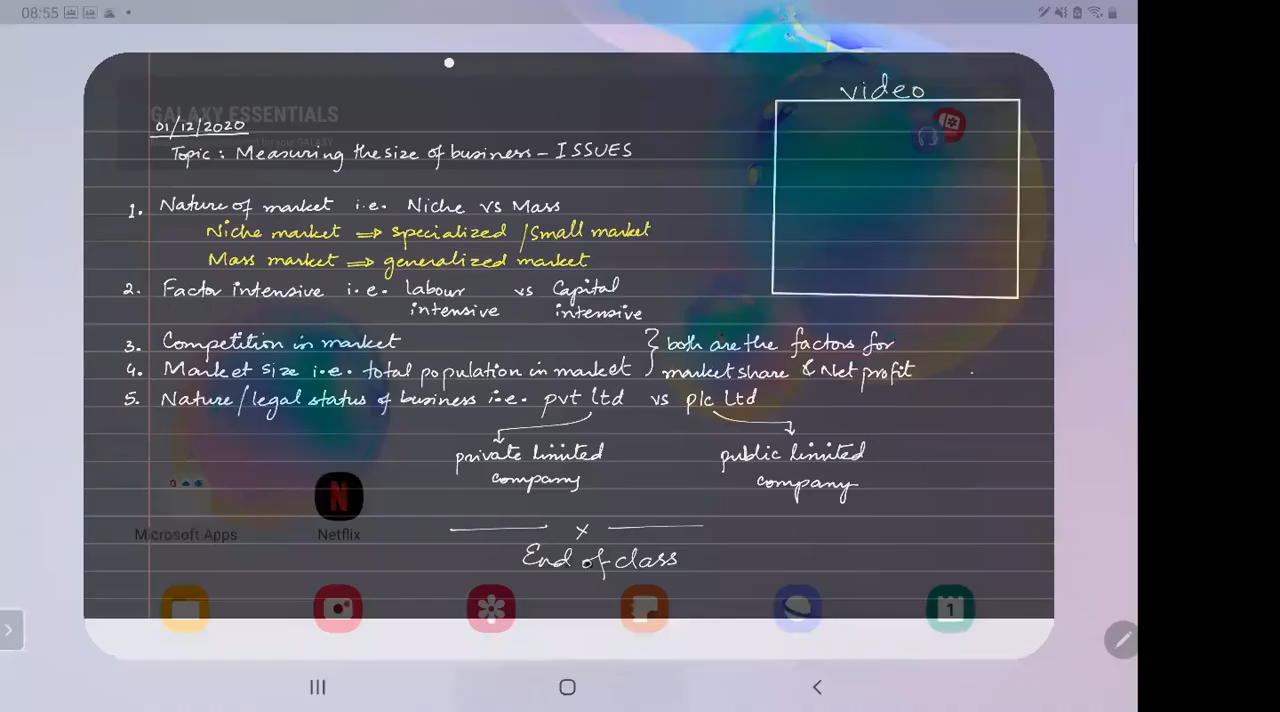 08:55
video
GALAXY ESSENTIALS
01/12/2020
for your GALAXY
Topic : Measuring the size of business - ISSUES
1. Nature of market i.e. Niche vs Mass
Niche market => specialized / small market
Mass market => generalized market
2. Factor intensive i.e. labour intensive vs Capital intensive
3. Competition in market
4. Market size i.e. total population in market
} both are the factors for
market share & Net profit
5. Nature / legal status of business i.e. pvt ltd vs plc Ltd
private limited
company
public limited
company
Microsoft Apps
Netflix
x
End of class
1